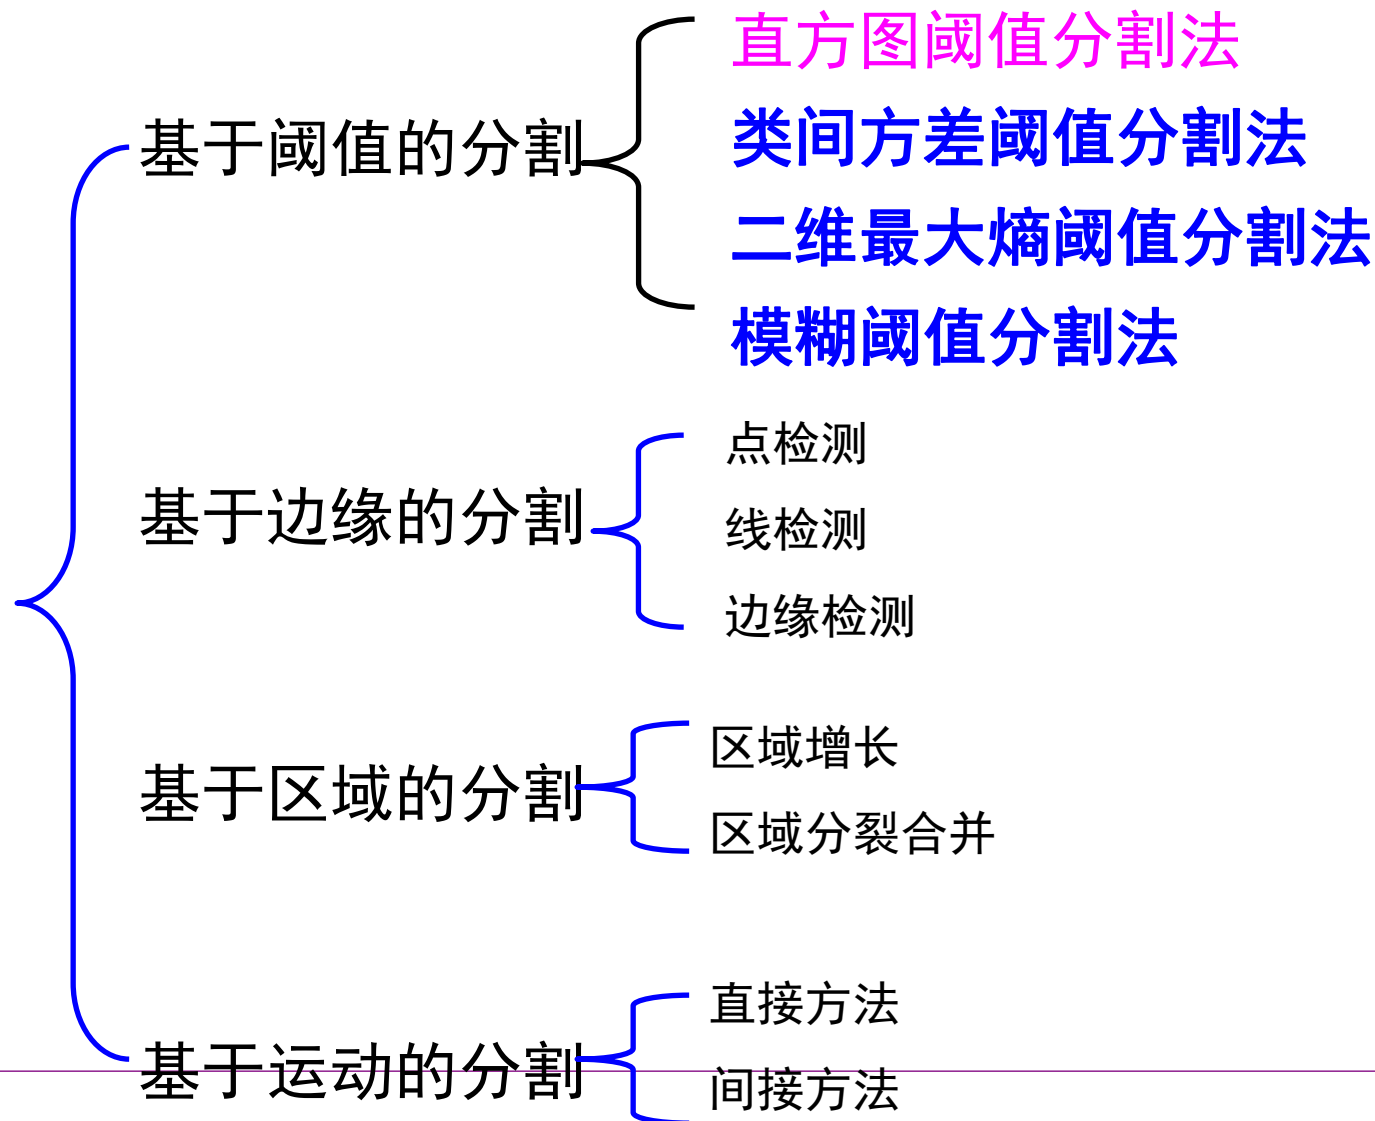 基于阈值的分割
直方图阈值分割法
类间方差阈值分割法
二维最大熵阈值分割法
模糊阈值分割法
基于边缘的分割
点检测
线检测
边缘检测
基于区域的分割
区域增长
区域分裂合并
基于运动的分割
直接方法
间接方法